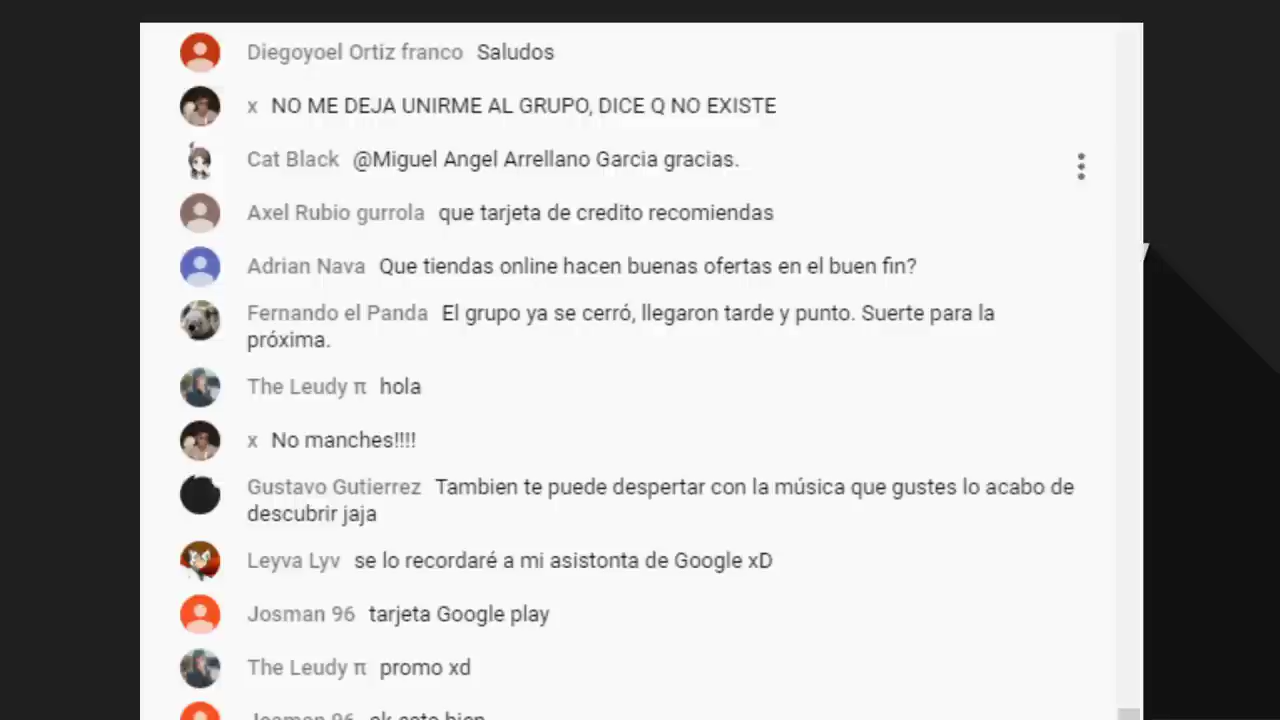 Diegoyoel Ortiz franco Saludos
x NO ME DEJA UNIRME AL GRUPO, DICE Q NO EXISTE
Cat Black @Miguel Angel Arrellano Garcia gracias.
Axel Rubio gurrola que tarjeta de credito recomiendas
Adrian Nava Que tiendas online hacen buenas ofertas en el buen fin?
Fernando el Panda El grupo ya se cerró, llegaron tarde y punto. Suerte para la
próxima.
The Leudy π hola
x No manches!!!!
Gustavo Gutierrez Tambien te puede despertar con la música que gustes lo acabo de
descubrir jaja
Leyva Lyv se lo recordaré a mi asistonta de Google xD
Josman 96 tarjeta Google play
The Leudy π promo xd
Josman 96 ok esta bien